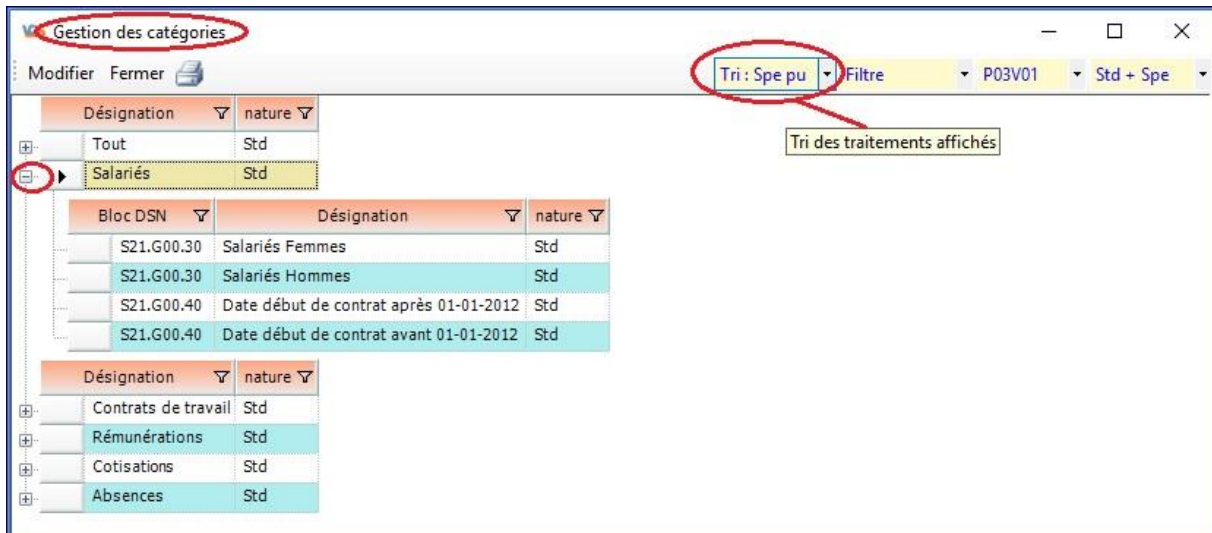 Gestion des catégories
Modifier Fermer Tri : Spe pu Filtre P03V01 Std + Spe
Tri des traitements affichés
Désignation nature
Tout Std
Salariés Std
Bloc DSN Désignation nature
S21.G00.30 Salariés Femmes Std
S21.G00.30 Salariés Hommes Std
S21.G00.40 Date début de contrat après 01-01-2012 Std
S21.G00.40 Date début de contrat avant 01-01-2012 Std
Désignation nature
Contrats de travail Std
Rémunérations Std
Cotisations Std
Absences Std